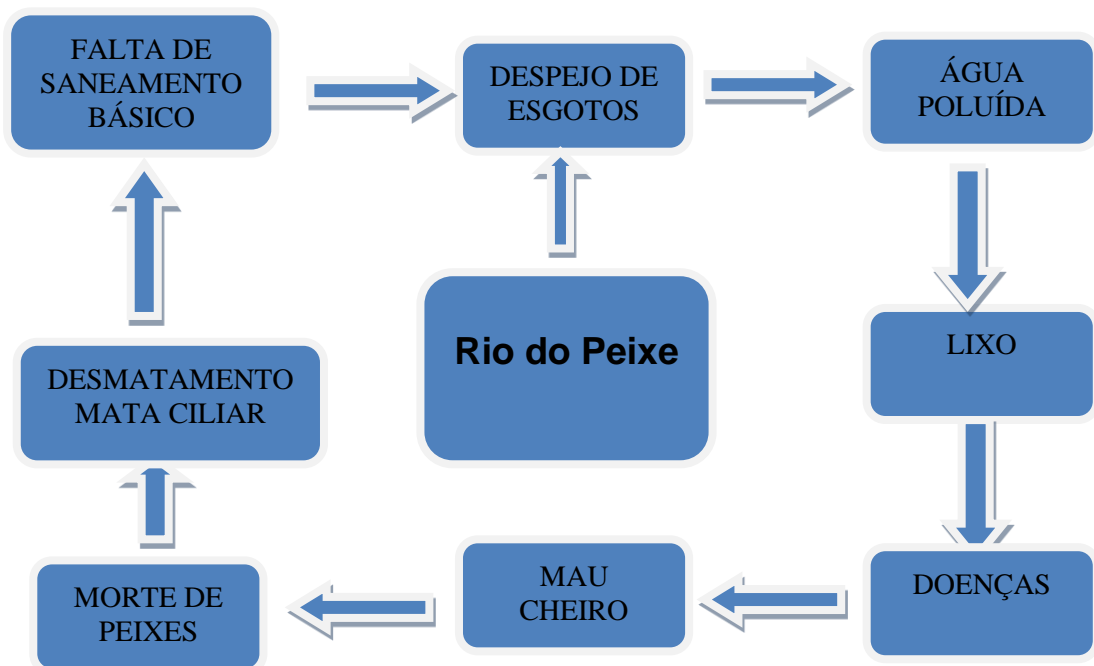 FALTA DE
SANEAMENTO
BÁSICO
DESPEJO DE
ESGOTOS
ÁGUA
POLUÍDA
Rio do Peixe
LIXO
DESMATAMENTO
MATA CILIAR
MORTE DE
PEIXES
MAU
CHEIRO
DOENÇAS